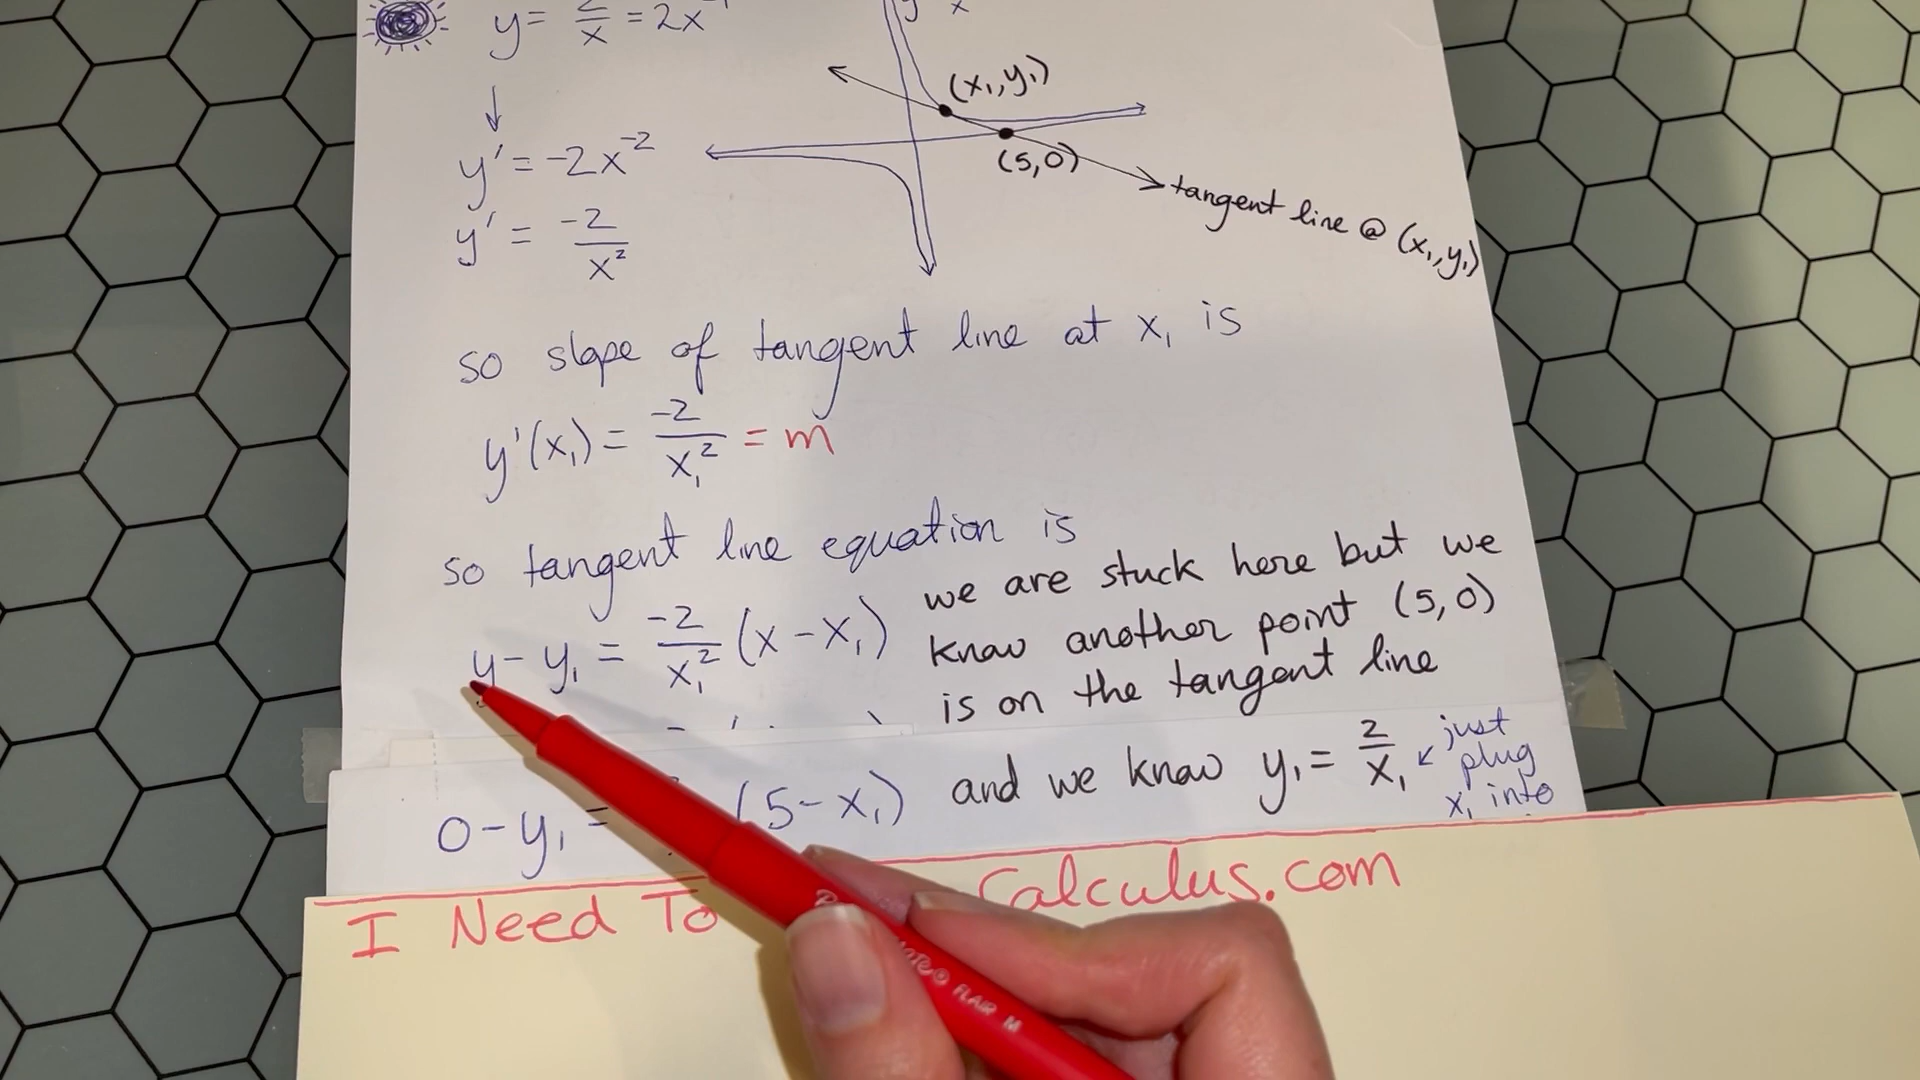 y = 2/x = 2x⁻¹
y x
(x₁, y₁)
y' = -2x⁻²
(5,0)
tangent line @ (x₁, y₁)
y' = -2/x²
so slope of tangent line at x₁ is
y'(x₁) = -2/x₁² = m
so tangent line equation is
y - y₁ = -2/x₁² (x - x₁)
we are stuck here but we
know another point (5,0)
is on the tangent line
0 - y₁ = (5 - x₁)
and we know y₁ = 2/x₁
just
plug
x₁ into
I Need To Calculus.com
FLAIR M